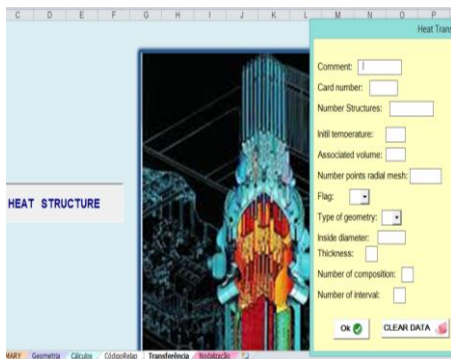 C D E F G H I J K L M N O P
Heat Trans
Comment:
Card number:
Number Structures:
Initil temoerature:
Associated volume:
Number points radial mesh:
Flag:
Type of geometry:
Inside diameter:
Thickness:
Number of composition:
Number of interval:
Ok CLEAR DATA
HEAT STRUCTURE
MARY Geometria Cálculos CódigoRelap Transferência Nodalização